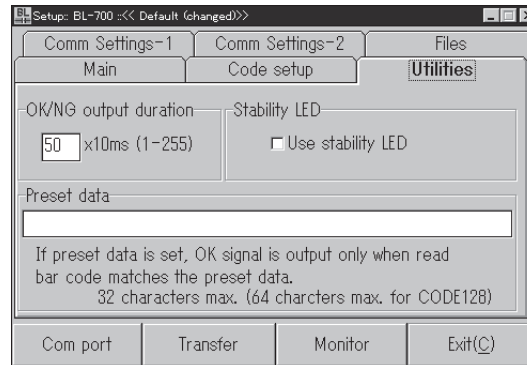 BL Setup:: BL-700 ::<< Default (changed)>>>
Comm Settings-1 Comm Settings-2 Files
Main Code setup Utilities
OK/NG output duration Stability LED
50 x10ms (1-255) Use stability LED
Preset data
If preset data is set, OK signal is output only when read
bar code matches the preset data.
32 characters max. (64 charcters max. for CODE128)
Com port Transfer Monitor Exit(C)